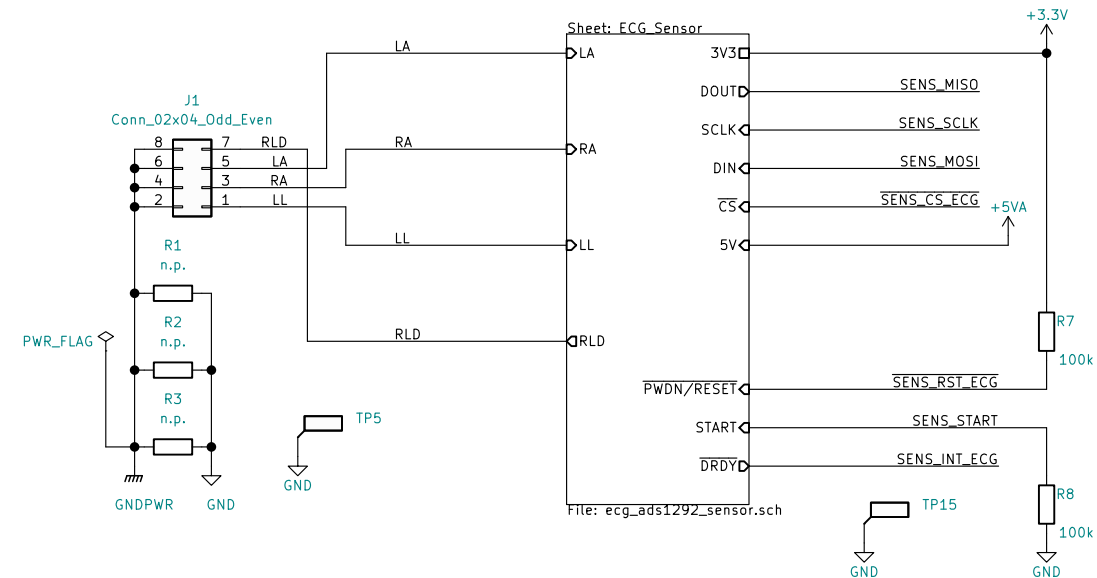 +3.3V
Sheet: ECG_Sensor
LA
LA
3V3
DOUT
SENS_MISO
J1
Conn_02x04_Odd_Even
SCLK
SENS_SCLK
8
7
RLD
RA
RA
6
5
LA
DIN
SENS_MOSI
4
3
RA
2
1
LL
CS
SENS_CS_ECG
+5VA
LL
LL
5V
R1
n.p.
R2
n.p.
PWR_FLAG
RLD
RLD
R7
100k
PWDN/RESET
SENS_RST_ECG
R3
n.p.
TP5
START
SENS_START
DRDY
SENS_INT_ECG
GND
GNDPWR
GND
R8
100k
File: ecg_ads1292_sensor.sch
TP15
GND
GND